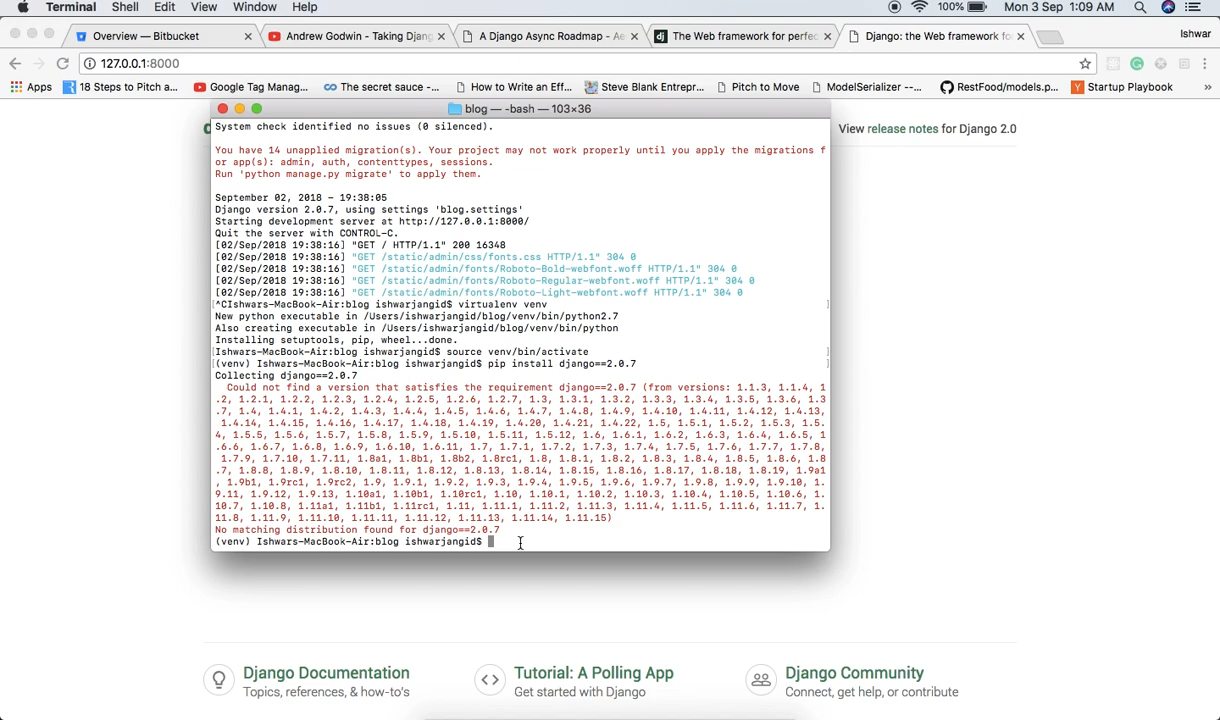 Terminal Shell Edit View Window Help 100% Mon 3 Sep 1:09 AM
Overview — Bitbucket Andrew Godwin - Taking Djang A Django Async Roadmap - Ae The Web framework for perfec Django: the Web framework fo Ishwar
127.0.0.1:8000
Apps 18 Steps to Pitch a... Google Tag Manag... The secret sauce -... How to Write an Eff... Steve Blank Entrepr... Pitch to Move ModelSerializer --... RestFood/models.p... Startup Playbook »
blog — -bash — 103×36
View release notes for Django 2.0
System check identified no issues (0 silenced).
You have 14 unapplied migration(s). Your project may not work properly until you apply the migrations f
or app(s): admin, auth, contenttypes, sessions.
Run 'python manage.py migrate' to apply them.
September 02, 2018 - 19:38:05
Django version 2.0.7, using settings 'blog.settings'
Starting development server at http://127.0.0.1:8000/
Quit the server with CONTROL-C.
[02/Sep/2018 19:38:16] "GET / HTTP/1.1" 200 16348
[02/Sep/2018 19:38:16] "GET /static/admin/css/fonts.css HTTP/1.1" 304 0
[02/Sep/2018 19:38:16] "GET /static/admin/fonts/Roboto-Bold-webfont.woff HTTP/1.1" 304 0
[02/Sep/2018 19:38:16] "GET /static/admin/fonts/Roboto-Regular-webfont.woff HTTP/1.1" 304 0
[02/Sep/2018 19:38:16] "GET /static/admin/fonts/Roboto-Light-webfont.woff HTTP/1.1" 304 0
[^CIshwars-MacBook-Air:blog ishwarjangid$ virtualenv venv ]
New python executable in /Users/ishwarjangid/blog/venv/bin/python2.7
Also creating executable in /Users/ishwarjangid/blog/venv/bin/python
Installing setuptools, pip, wheel...done.
[Ishwars-MacBook-Air:blog ishwarjangid$ source venv/bin/activate ]
[(venv) Ishwars-MacBook-Air:blog ishwarjangid$ pip install django==2.0.7 ]
Collecting django==2.0.7
Could not find a version that satisfies the requirement django==2.0.7 (from versions: 1.1.3, 1.1.4, 1
.2, 1.2.1, 1.2.2, 1.2.3, 1.2.4, 1.2.5, 1.2.6, 1.2.7, 1.3, 1.3.1, 1.3.2, 1.3.3, 1.3.4, 1.3.5, 1.3.6, 1.3
.7, 1.4, 1.4.1, 1.4.2, 1.4.3, 1.4.4, 1.4.5, 1.4.6, 1.4.7, 1.4.8, 1.4.9, 1.4.10, 1.4.11, 1.4.12, 1.4.13,
1.4.14, 1.4.15, 1.4.16, 1.4.17, 1.4.18, 1.4.19, 1.4.20, 1.4.21, 1.4.22, 1.5, 1.5.1, 1.5.2, 1.5.3, 1.5.
4, 1.5.5, 1.5.6, 1.5.7, 1.5.8, 1.5.9, 1.5.10, 1.5.11, 1.5.12, 1.6, 1.6.1, 1.6.2, 1.6.3, 1.6.4, 1.6.5, 1
.6.6, 1.6.7, 1.6.8, 1.6.9, 1.6.10, 1.6.11, 1.7, 1.7.1, 1.7.2, 1.7.3, 1.7.4, 1.7.5, 1.7.6, 1.7.7, 1.7.8,
1.7.9, 1.7.10, 1.7.11, 1.8a1, 1.8b1, 1.8b2, 1.8rc1, 1.8, 1.8.1, 1.8.2, 1.8.3, 1.8.4, 1.8.5, 1.8.6, 1.8
.7, 1.8.8, 1.8.9, 1.8.10, 1.8.11, 1.8.12, 1.8.13, 1.8.14, 1.8.15, 1.8.16, 1.8.17, 1.8.18, 1.8.19, 1.9a1
, 1.9b1, 1.9rc1, 1.9rc2, 1.9, 1.9.1, 1.9.2, 1.9.3, 1.9.4, 1.9.5, 1.9.6, 1.9.7, 1.9.8, 1.9.9, 1.9.10, 1.
9.11, 1.9.12, 1.9.13, 1.10a1, 1.10b1, 1.10rc1, 1.10, 1.10.1, 1.10.2, 1.10.3, 1.10.4, 1.10.5, 1.10.6, 1.
10.7, 1.10.8, 1.11a1, 1.11b1, 1.11rc1, 1.11, 1.11.1, 1.11.2, 1.11.3, 1.11.4, 1.11.5, 1.11.6, 1.11.7, 1.
11.8, 1.11.9, 1.11.10, 1.11.11, 1.11.12, 1.11.13, 1.11.14, 1.11.15)
No matching distribution found for django==2.0.7
(venv) Ishwars-MacBook-Air:blog ishwarjangid$
Django Documentation
Topics, references, & how-to's
Tutorial: A Polling App
Get started with Django
Django Community
Connect, get help, or contribute